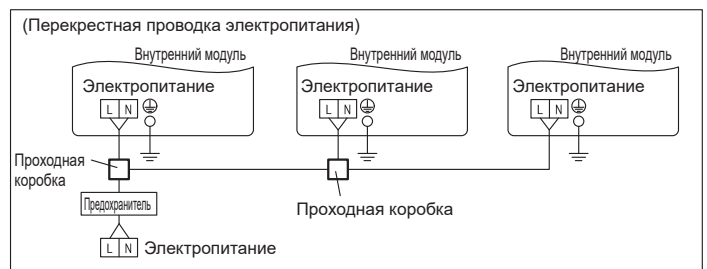 (Перекрестная проводка электропитания)
Внутренний модуль
Внутренний модуль
Внутренний модуль
Электропитание
Электропитание
Электропитание
L N
L N
L N
Проходная
коробка
Предохранитель
Проходная коробка
L N Электропитание